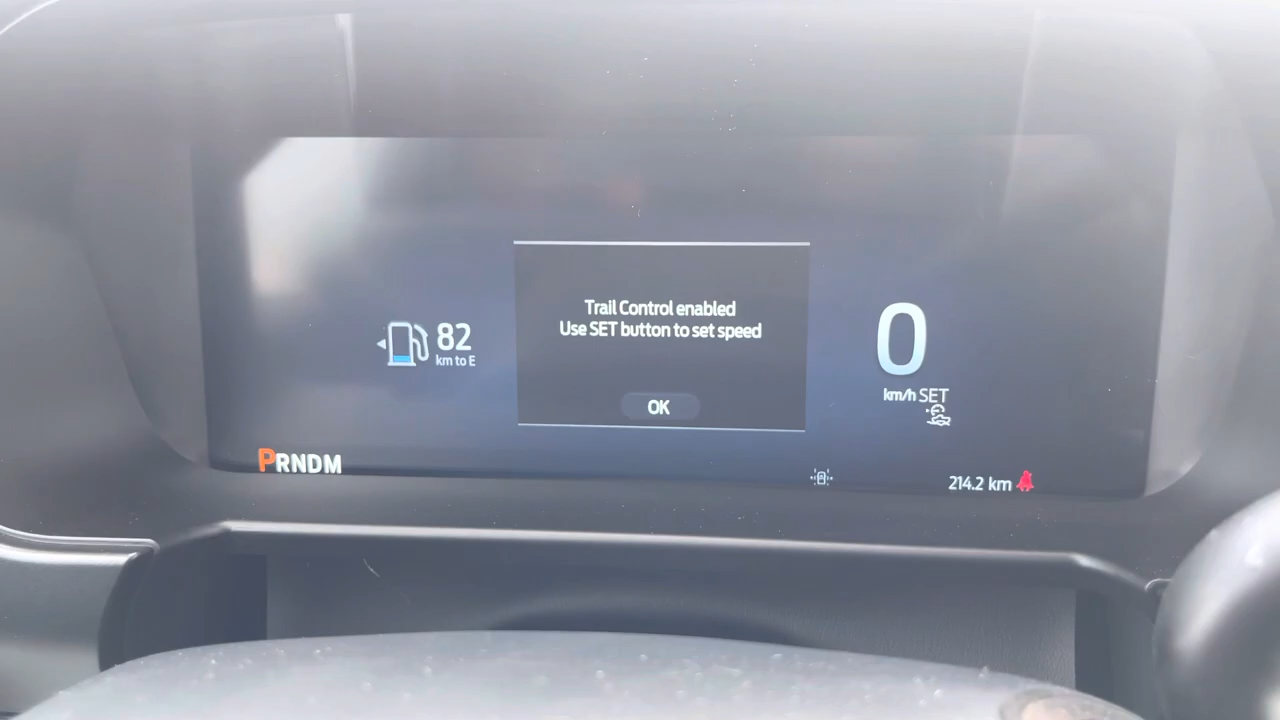 Trail Control enabled
Use SET button to set speed
OK
82
km to E
0
km/h SET
PRNDM
214.2 km